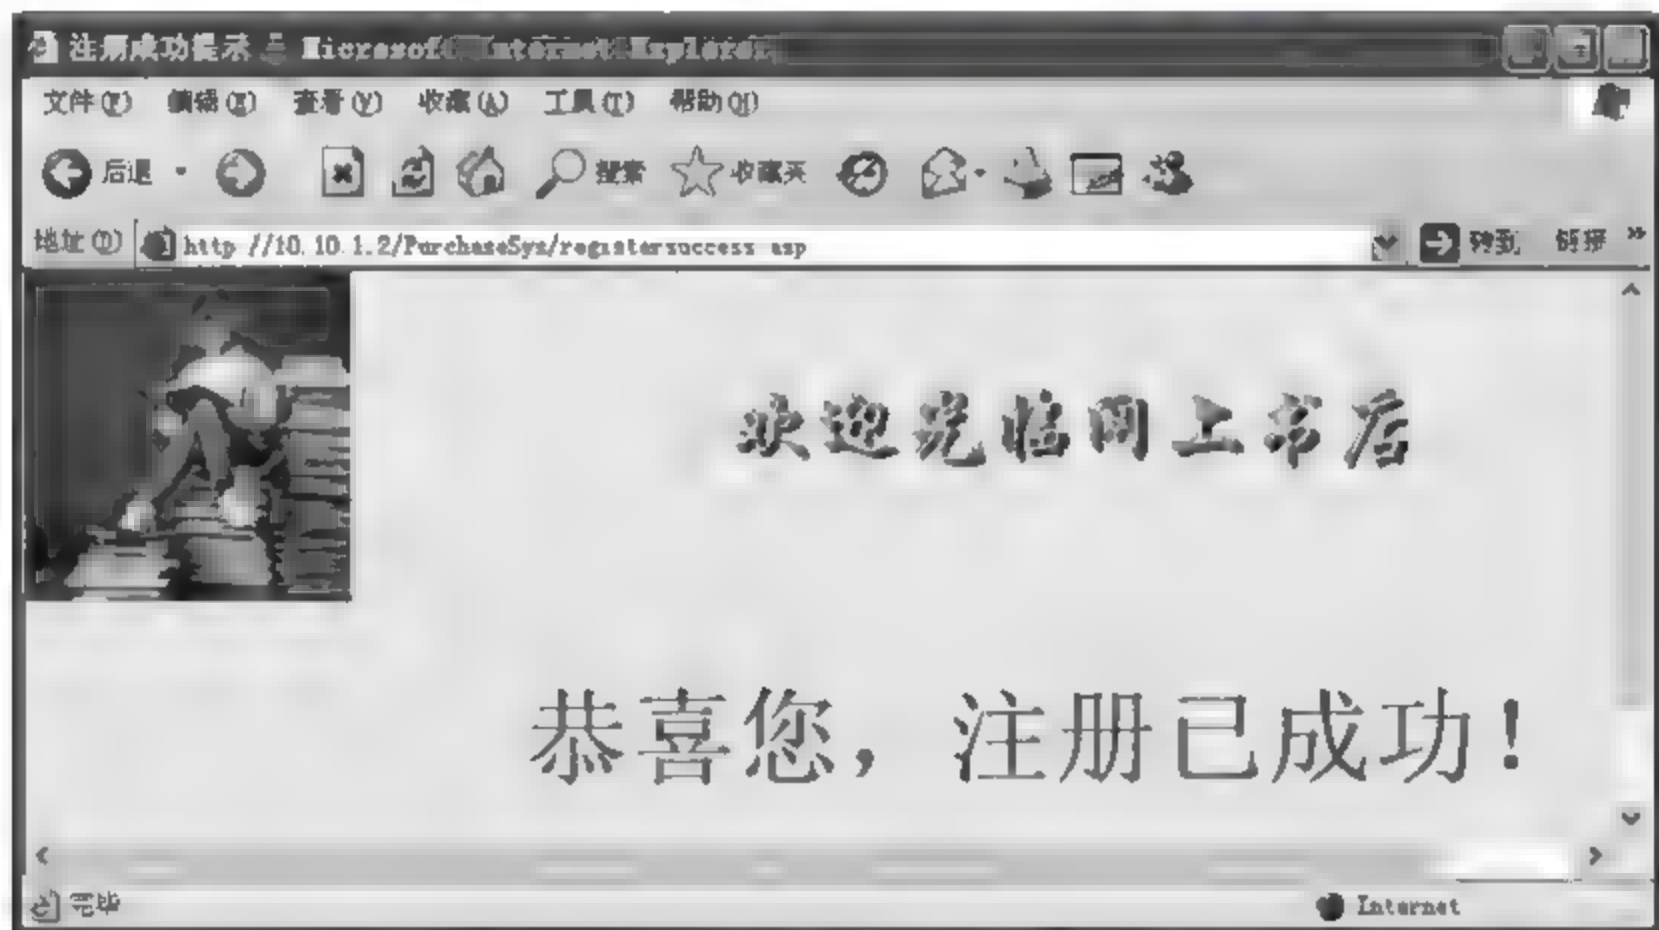 注册成功提示 - Microsoft Internet Explorer
文件(F) 编辑(E) 查看(V) 收藏(A) 工具(T) 帮助(H)
后退 搜索 收藏夹
地址(D) http://10.10.1.2/PurchaseSys/registersuccess.asp 转到 链接 »
欢迎光临网上书店
恭喜您，注册已成功！
完毕 Internet